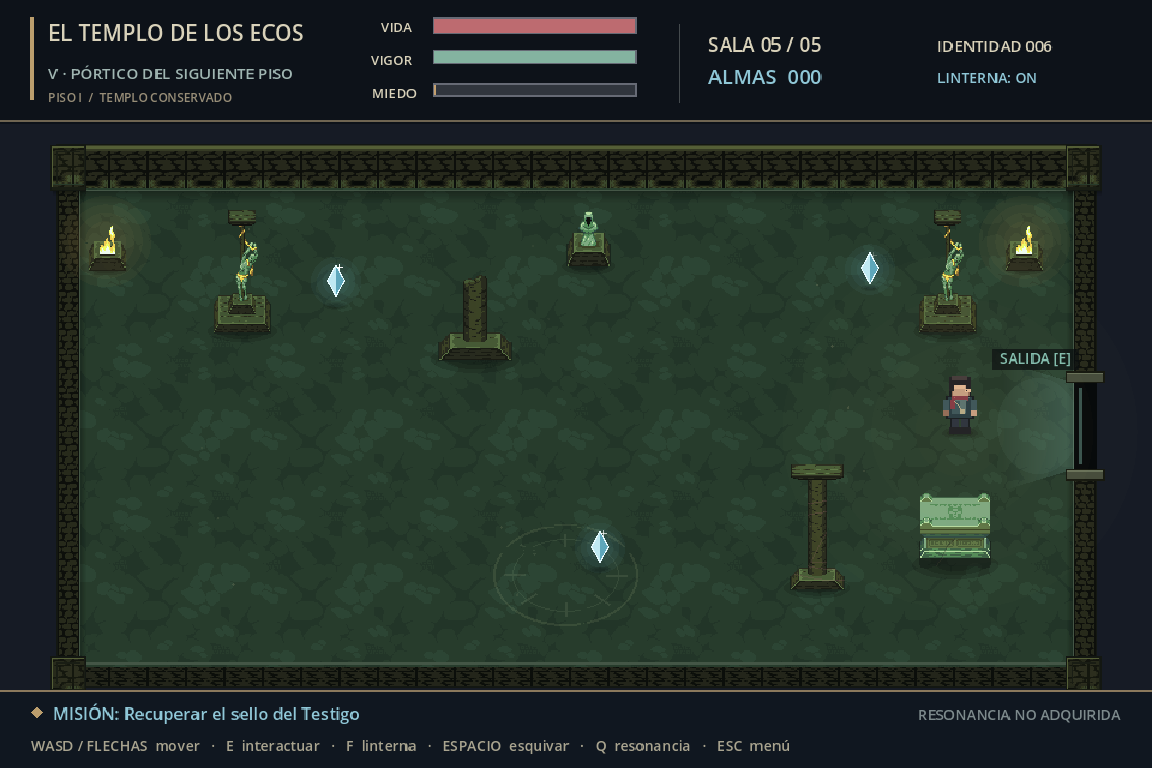 EL TEMPLO DE LOS ECOS
V · PÓRTICO DEL SIGUIENTE PISO
PISO I / TEMPLO CONSERVADO
VIDA
VIGOR
MIEDO
SALA 05 / 05
ALMAS 000
IDENTIDAD 006
LINTERNA: ON
SALIDA [E]
MISIÓN: Recuperar el sello del Testigo
RESONANCIA NO ADQUIRIDA
WASD / FLECHAS mover · E interactuar · F linterna · ESPACIO esquivar · Q resonancia · ESC menú